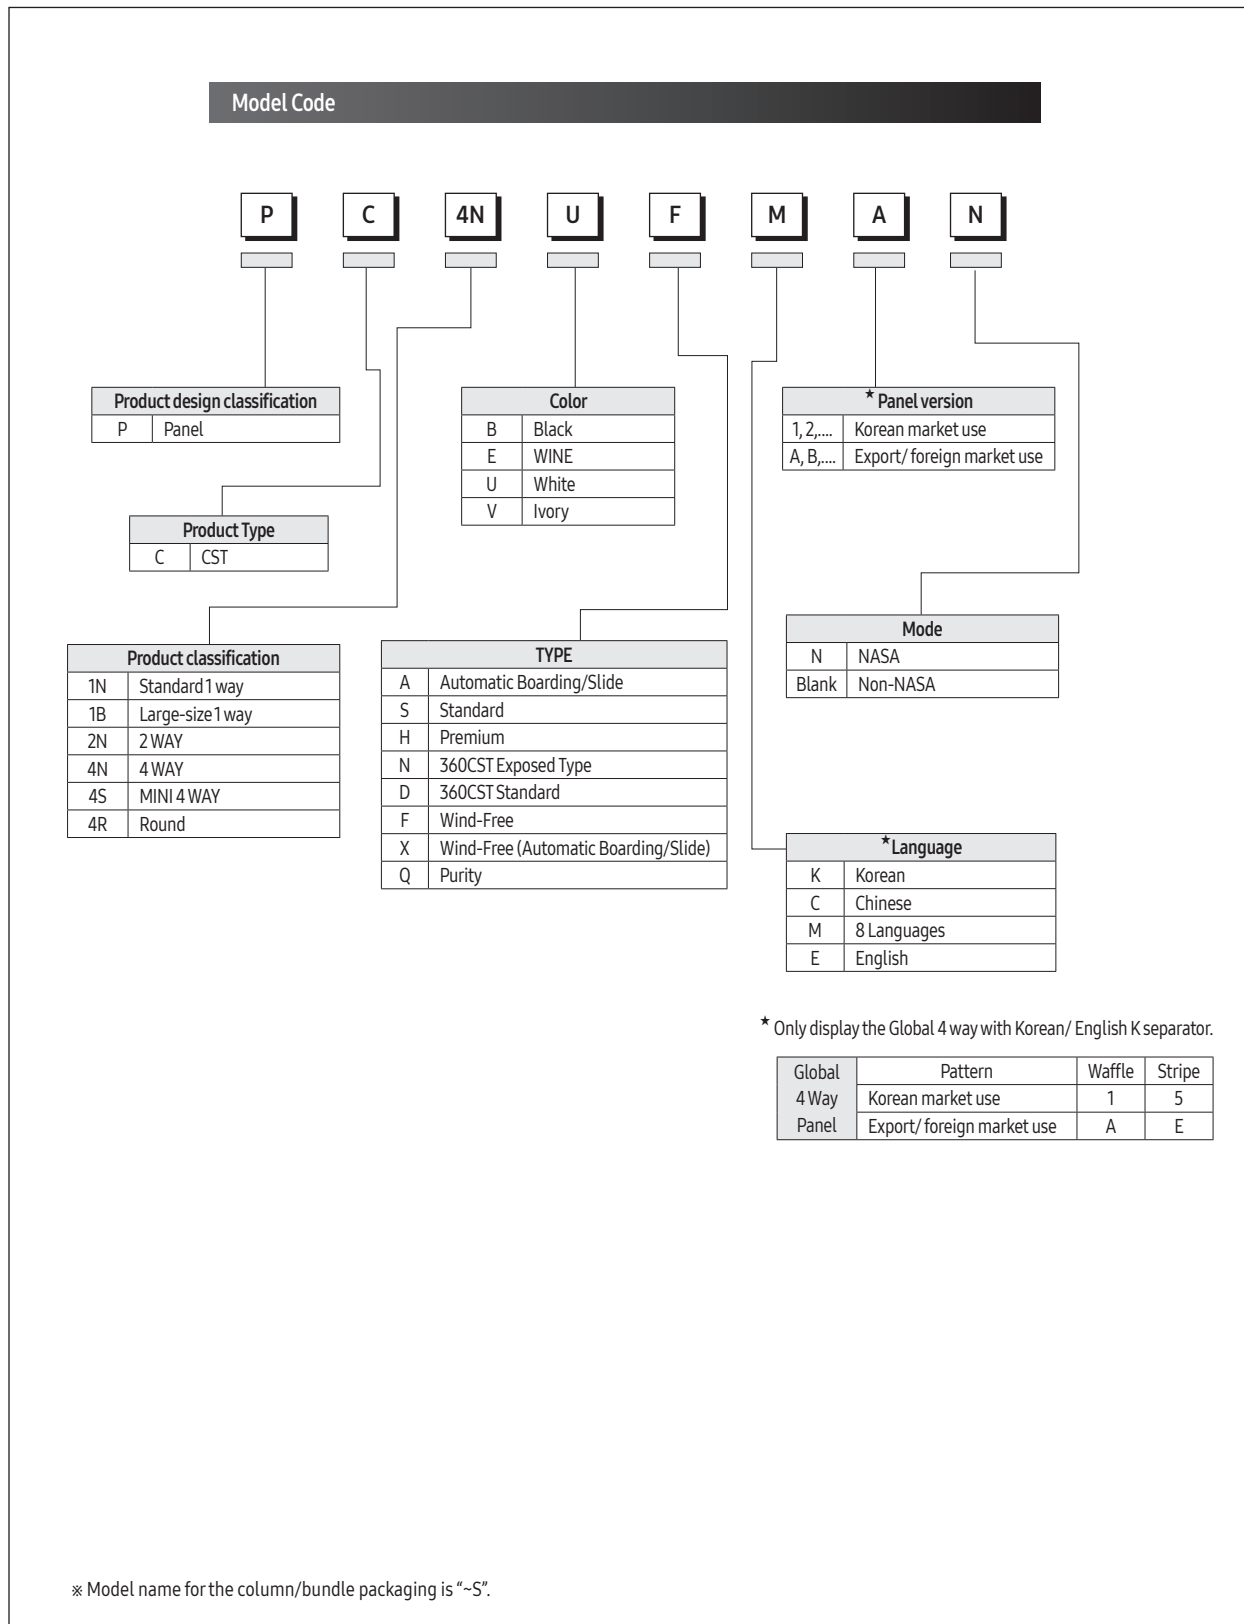 Model Code
P C 4N U F M A N
Product design classification
P Panel
Product Type
C CST
Product classification
1N Standard 1 way
1B Large-size 1 way
2N 2 WAY
4N 4 WAY
4S MINI 4 WAY
4R Round
Color
B Black
E WINE
U White
V Ivory
TYPE
A Automatic Boarding/Slide
S Standard
H Premium
N 360CST Exposed Type
D 360CST Standard
F Wind-Free
X Wind-Free (Automatic Boarding/Slide)
Q Purity
★ Panel version
1, 2,.... Korean market use
A, B,.... Export/ foreign market use
Mode
N NASA
Blank Non-NASA
★ Language
K Korean
C Chinese
M 8 Languages
E English
★ Only display the Global 4 way with Korean/ English K separator.
Global Pattern Waffle Stripe
4 Way Korean market use 1 5
Panel Export/ foreign market use A E
※ Model name for the column/bundle packaging is “~S”.